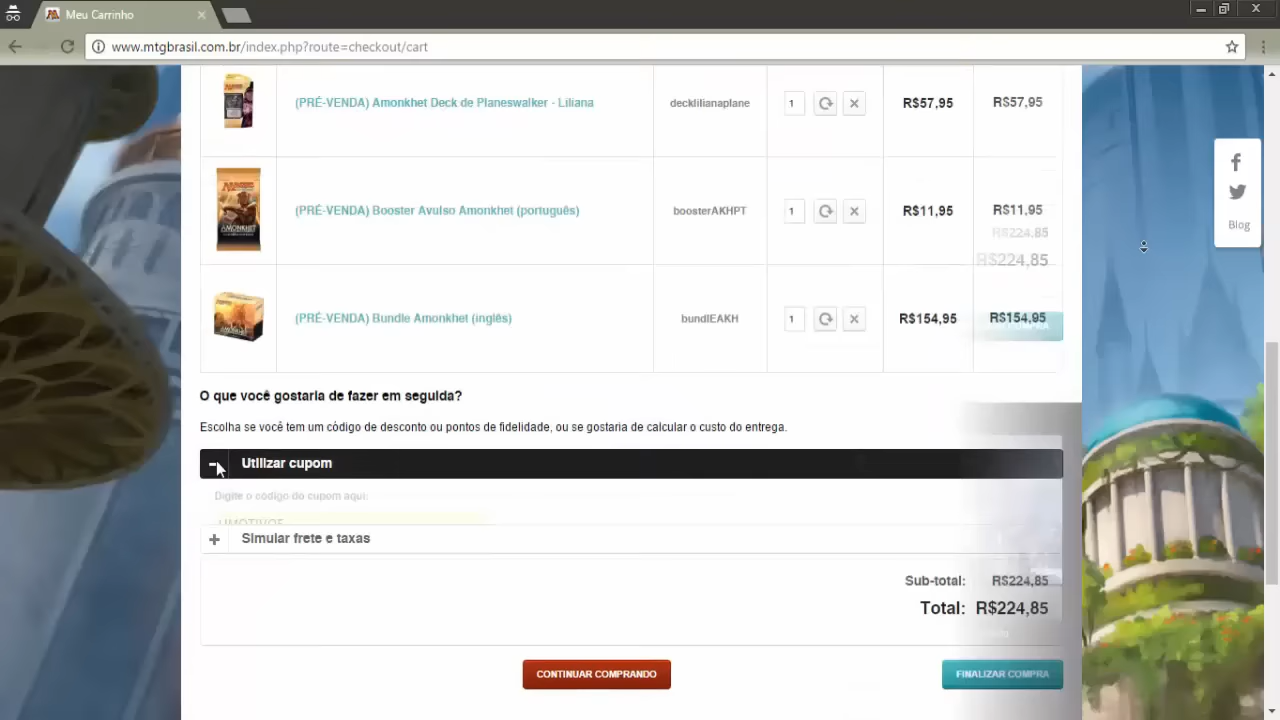 Meu Carrinho
www.mtgbrasil.com.br/index.php?route=checkout/cart
(PRÉ-VENDA) Amonkhet Deck de Planeswalker - Liliana decklilianaplane 1 R$57,95 R$57,95
(PRÉ-VENDA) Booster Avulso Amonkhet (português) boosterAKHPT 1 R$11,95 R$11,95
AMONKHET
R$224,85
R$224,85
(PRÉ-VENDA) Bundle Amonkhet (inglês) bundlEAKH 1 R$154,95 R$154,95
Blog
O que você gostaria de fazer em seguida?
Escolha se você tem um código de desconto ou pontos de fidelidade, ou se gostaria de calcular o custo do entrega.
Utilizar cupom
Digite o código do cupom aqui:
Simular frete e taxas
Sub-total: R$224,85
Total: R$224,85
CONTINUAR COMPRANDO
FINALIZAR COMPRA